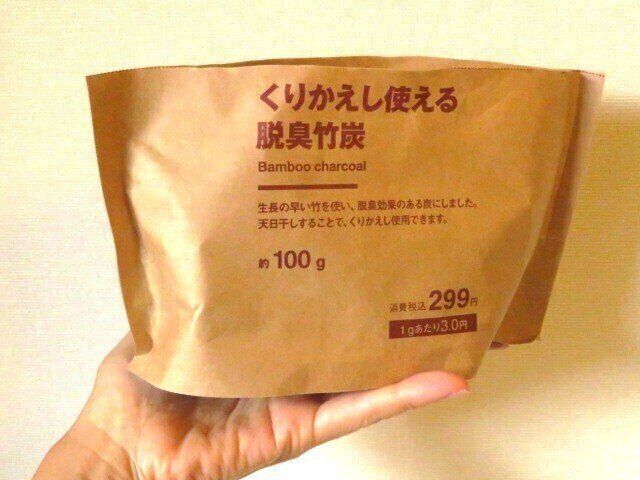 くりかえし使える
脱臭竹炭
Bamboo charcoal
生長の早い竹を使い、脱臭効果のある炭にしました。
天日干しすることで、くりかえし使用できます。
約100g
消費税込299円
1gあたり3.0円